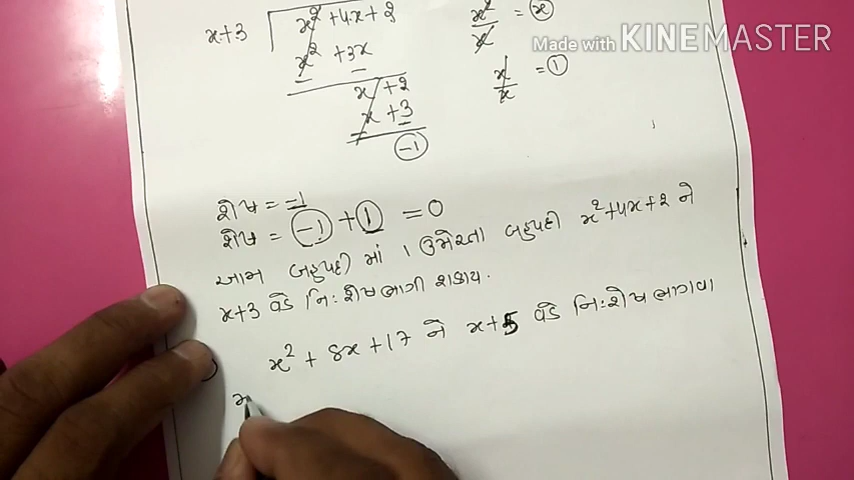 x+3 x²+4x+2
x²/x = x
x² +3x
x/x = 1
x +2
x +3
-1
શેષ = -1
શેષ = -1 + 1 = 0
આમ બહુપદી માં 1 ઉમેરતા બહુપદી x²+4x+2 ને
x+3 વડે નિ:શેષ ભાગી શકાય.
x² + 8x + 17 ને x+5 વડે નિ:શેષ ભાગવા
x
Made with KINEMASTER